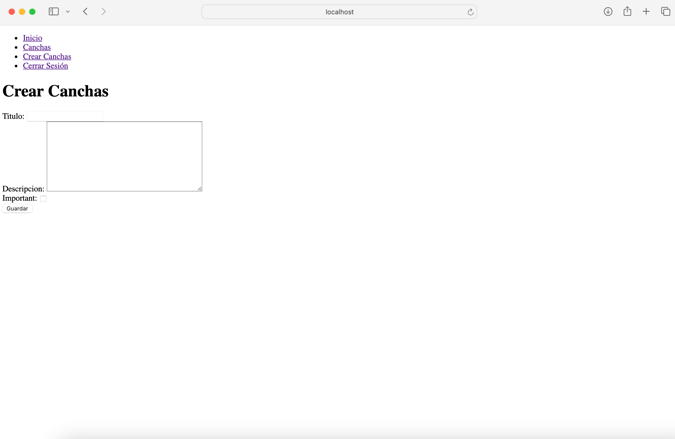 localhost
Inicio
Canchas
Crear Canchas
Cerrar Sesión
Crear Canchas
Titulo:
Descripcion:
Important:
Guardar